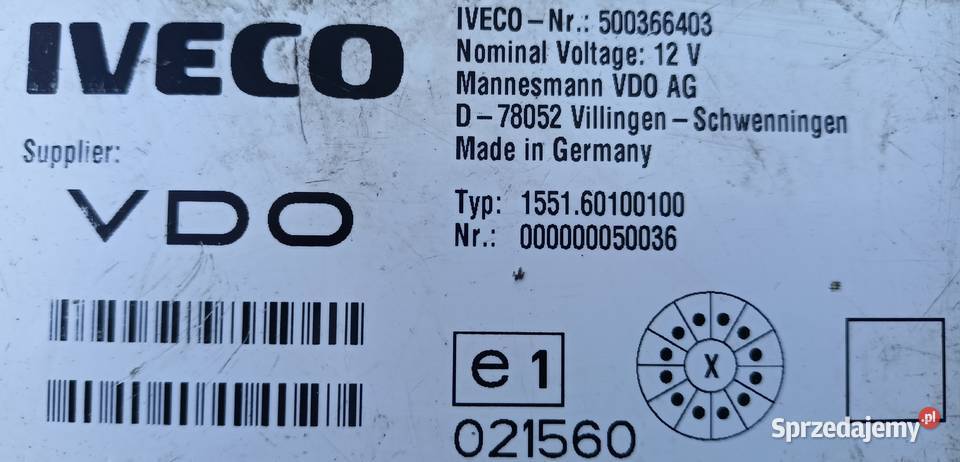 IVECO
Supplier:
VDO
IVECO-Nr.: 500366403
Nominal Voltage: 12 V
Mannesmann VDO AG
D-78052 Villingen-Schwenningen
Made in Germany
Typ: 1551.60100100
Nr.: 000000050036
e1
021560
X
Sprzedajemy.pl